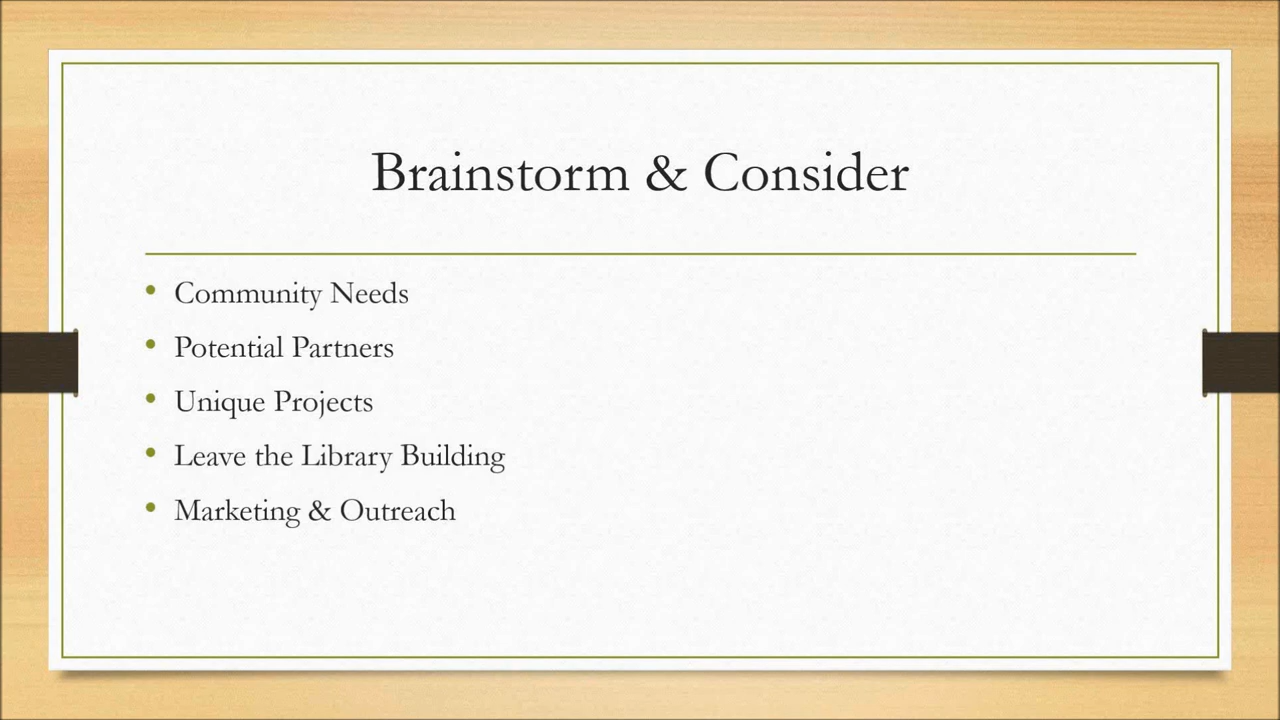 Brainstorm & Consider
• Community Needs
• Potential Partners
• Unique Projects
• Leave the Library Building
• Marketing & Outreach